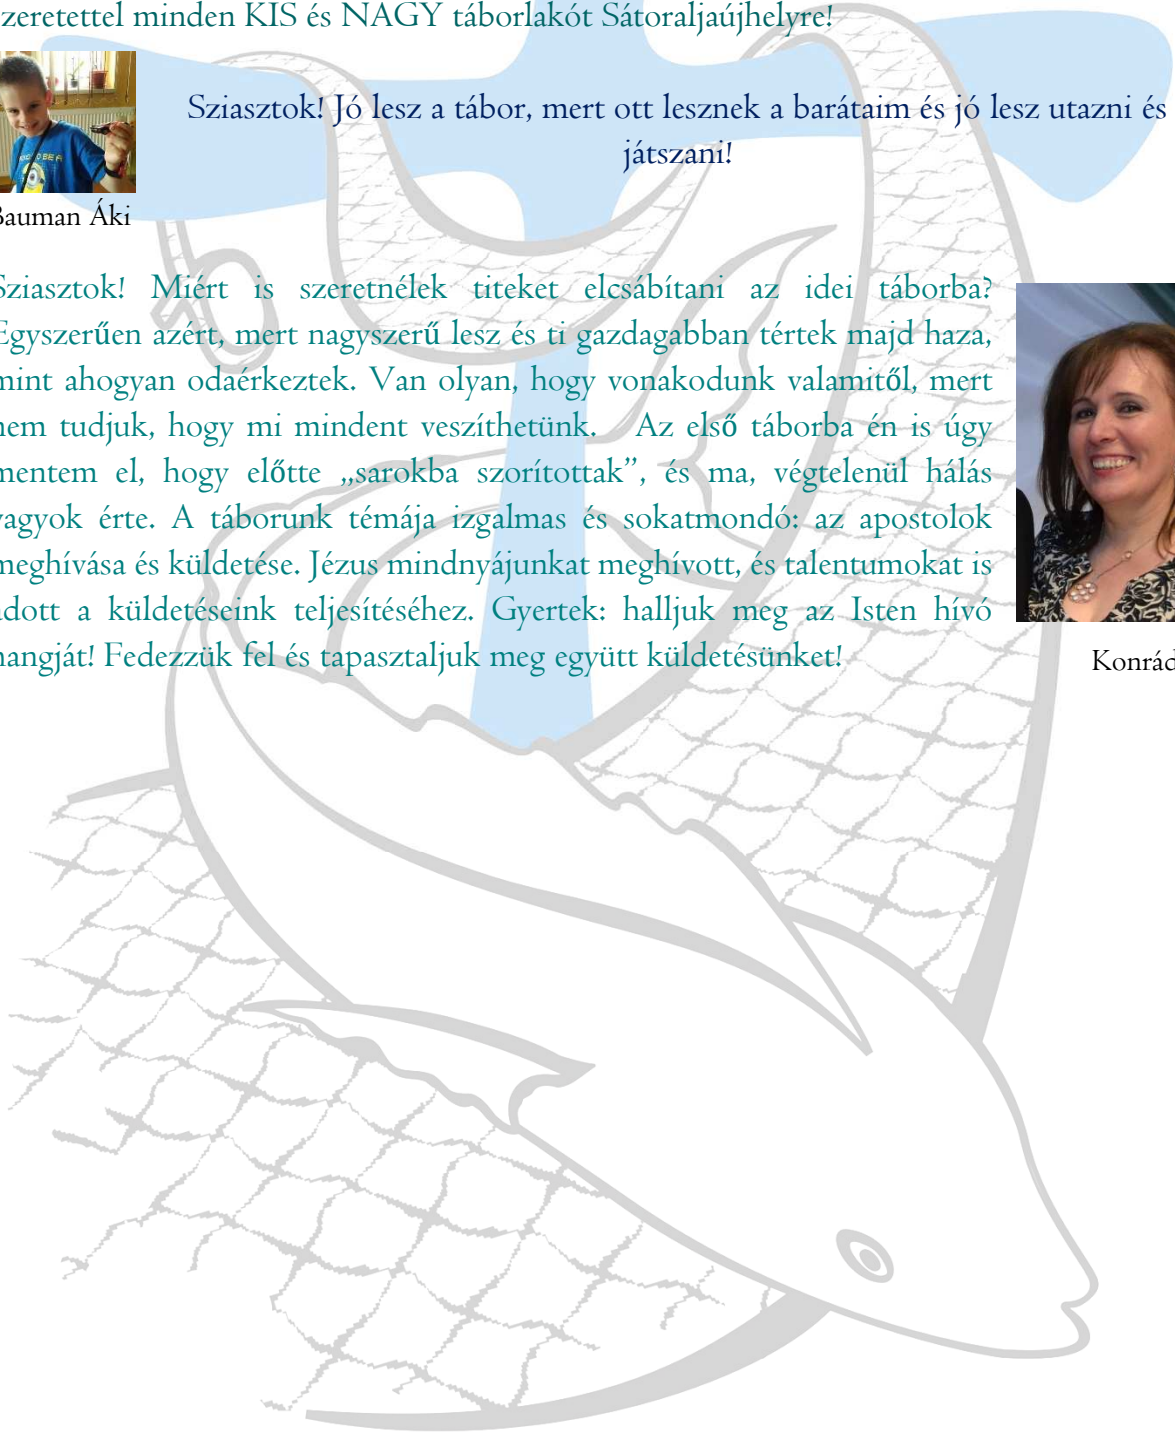 zeretettel minden KIS és NAGY táborlakót Sátoraljaújhelyre!
Sziasztok! Jó lesz a tábor, mert ott lesznek a barátaim és jó lesz utazni és
játszani!
Bauman Áki
Sziasztok! Miért is szeretnélek titeket elcsábítani az idei táborba?
Egyszerűen azért, mert nagyszerű lesz és ti gazdagabban tértek majd haza,
mint ahogyan odaérkeztek. Van olyan, hogy vonakodunk valamitől, mert
nem tudjuk, hogy mi mindent veszíthetünk. Az első táborba én is úgy
mentem el, hogy előtte „sarokba szorítottak”, és ma, végtelenül hálás
vagyok érte. A táborunk témája izgalmas és sokatmondó: az apostolok
meghívása és küldetése. Jézus mindnyájunkat meghívott, és talentumokat is
adott a küldetéseink teljesítéséhez. Gyertek: halljuk meg az Isten hívó
hangját! Fedezzük fel és tapasztaljuk meg együtt küldetésünket!
Konrád